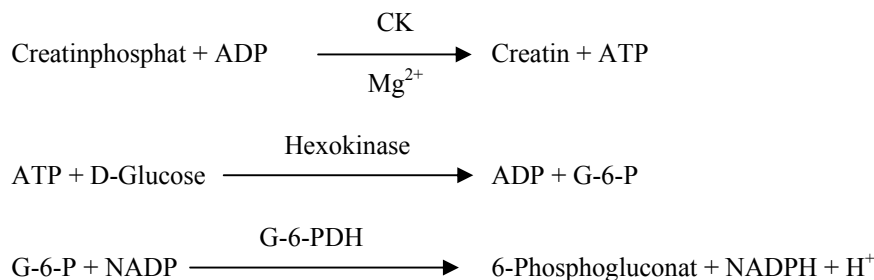 CK
Creatinphosphat + ADP Creatin + ATP
Mg²⁺
Hexokinase
ATP + D-Glucose ADP + G-6-P
G-6-PDH
G-6-P + NADP 6-Phosphogluconat + NADPH + H⁺